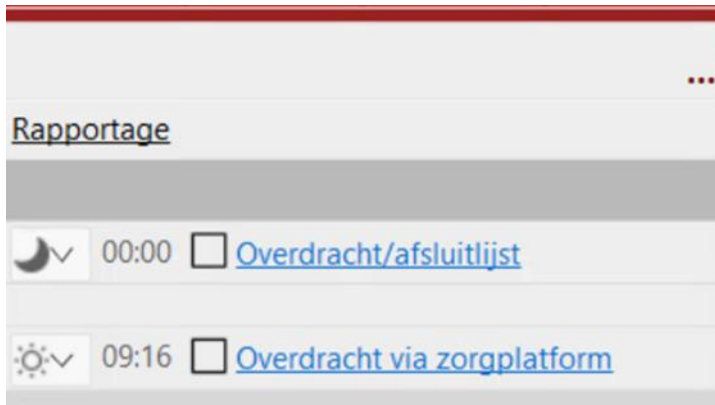 ...
Rapportage
00:00 Overdracht/afsluitlijst
09:16 Overdracht via zorgplatform